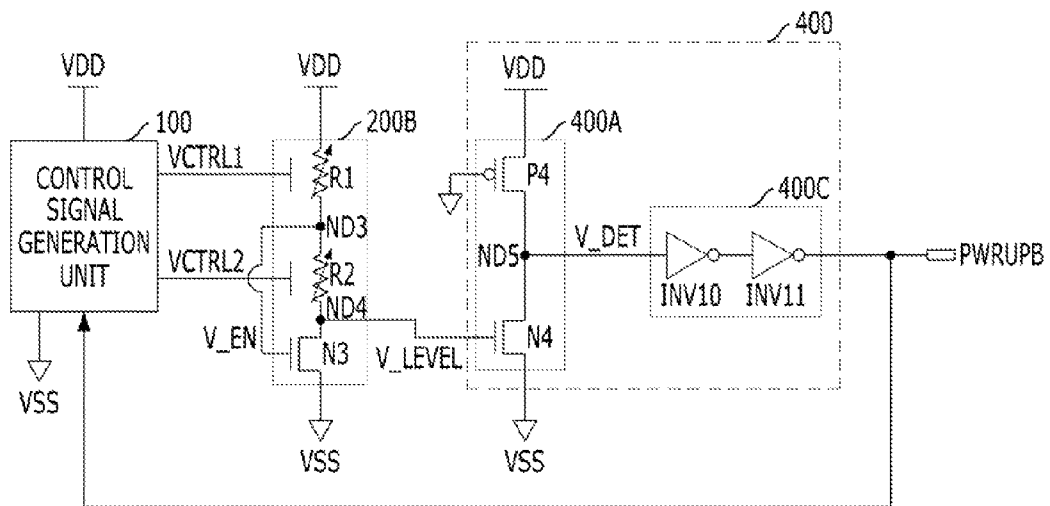 400
VDD
VDD
VDD
100
200B
400A
VCTRL1
CONTROL
SIGNAL
GENERATION
UNIT
R1
P4
400C
ND3
VCTRL2
R2
ND4
ND5
V_DET
INV10
INV11
PWRUPB
V_EN
N3
V_LEVEL
N4
VSS
VSS
VSS